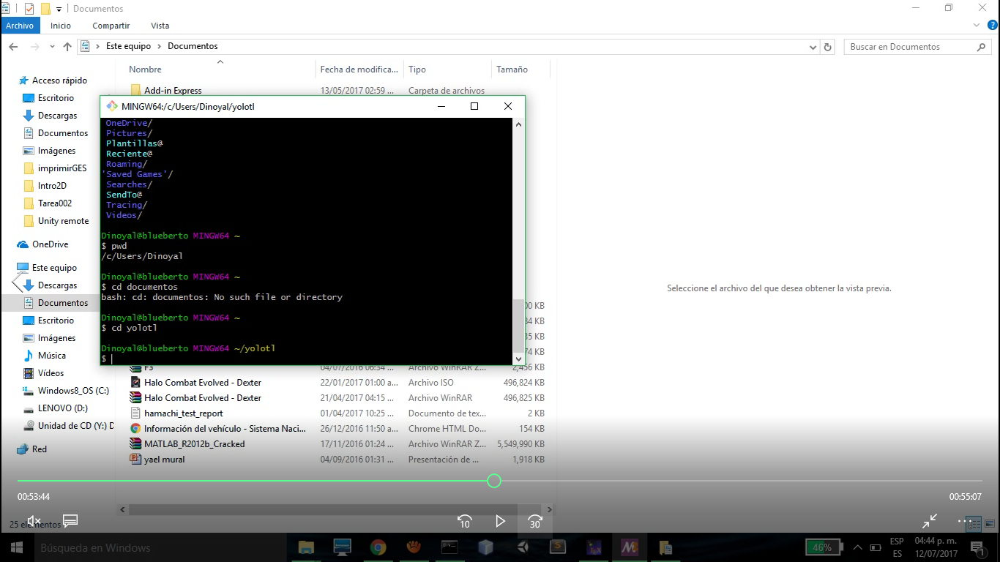 Documentos
Archivo Inicio Compartir Vista
Este equipo > Documentos
Buscar en Documentos
Nombre Fecha de modifica... Tipo Tamaño
Acceso rápido
Escritorio
Descargas
Documentos
Imágenes
imprimirGES
Intro2D
Tarea002
Unity remote
OneDrive
Este equipo
Descargas
Documentos
Escritorio
Imágenes
Música
Vídeos
Windows8_OS (C:)
LENOVO (D:)
Unidad de CD (Y:) D
Red
Add-in Express 13/05/2017 02:59 ... Carpeta de archivos
MINGW64:/c/Users/Dinoyal/yolotl
OneDrive/
Pictures/
Plantillas@
Reciente@
Roaming/
'Saved Games'/
Searches/
SendTo@
Tracing/
Videos/
Dinoyal@blueberto MINGW64 ~
$ pwd
/c/Users/Dinoyal
Dinoyal@blueberto MINGW64 ~
$ cd documentos
bash: cd: documentos: No such file or directory
Dinoyal@blueberto MINGW64 ~
$ cd yolotl
Dinoyal@blueberto MINGW64 ~/yolotl
$
Seleccione el archivo del que desea obtener la vista previa.
KB
KB
KB
KB
F3 04/07/2016 06:34 ... Archivo WinRAR Z... 2,456 KB
Halo Combat Evolved - Dexter 22/01/2017 01:00 a... Archivo ISO 496,824 KB
Halo Combat Evolved - Dexter 21/04/2017 04:15 ... Archivo WinRAR 496,825 KB
hamachi_test_report 01/04/2017 10:25 ... Documento de tex... 2 KB
Información del vehículo - Sistema Naci... 26/12/2016 11:50 a... Chrome HTML Do... 154 KB
MATLAB_R2012b_Cracked 17/11/2016 01:24 ... Archivo WinRAR Z... 5,549,990 KB
yael mural 04/09/2016 01:31 ... Presentación de ... 1,918 KB
00:53:44 00:55:07
25 elementos
10 30
Búsqueda en Windows
46%
ESP
ES
04:44 p. m.
12/07/2017
1